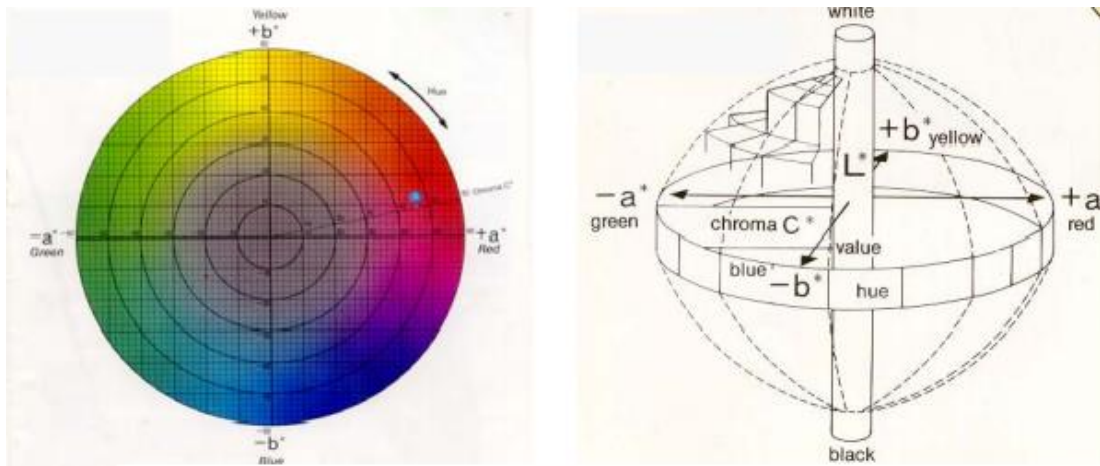 Yellow
+b*
Hue
Chroma C*
-a*
Green
+a*
Red
-b*
Blue
white
+b* yellow
L*
-a*
green
+a
red
chroma C*
value
blue
-b*
hue
black